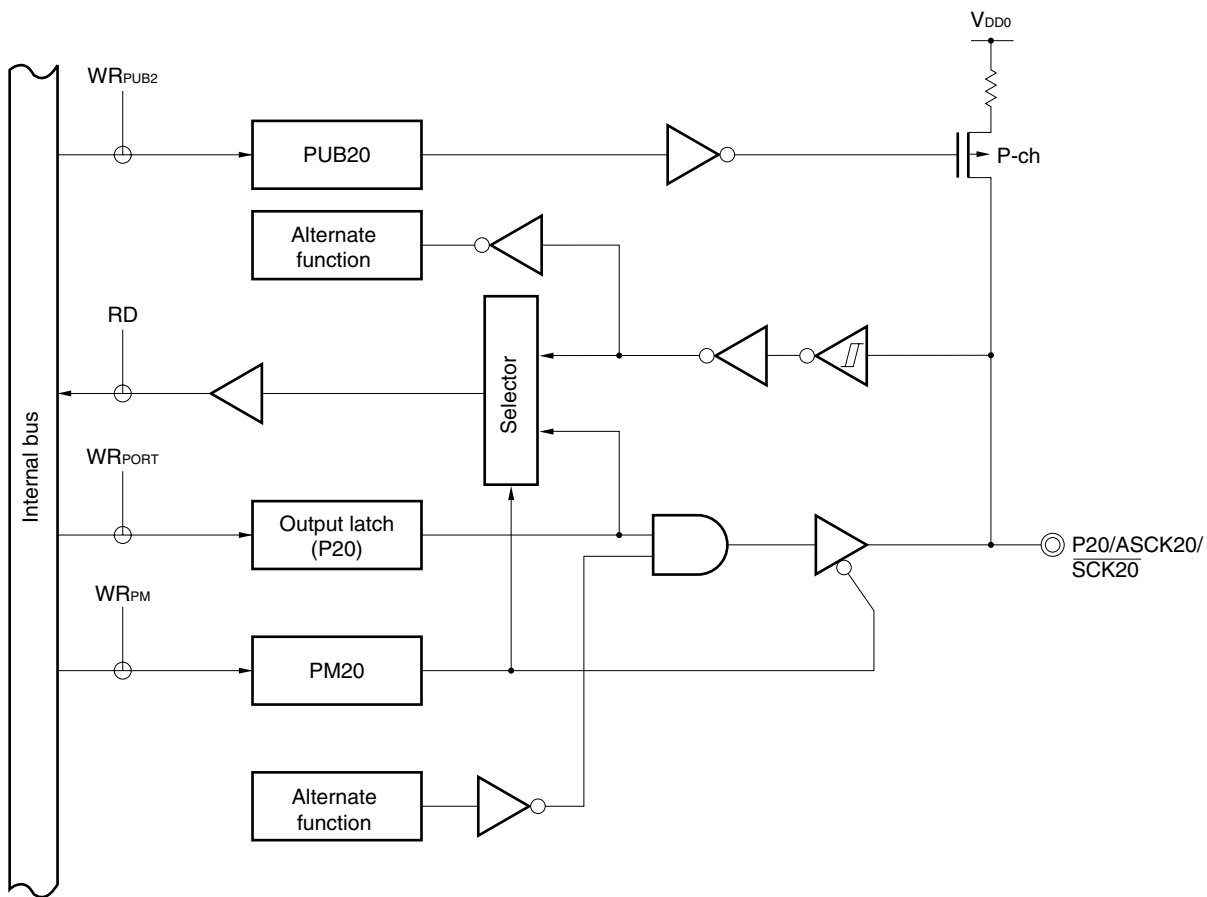 VDD0
WRPUB2
PUB20
P-ch
Alternate
function
RD
Selector
Internal bus
WRPORT
Output latch
(P20)
P20/ASCK20/
SCK20
WRPM
PM20
Alternate
function